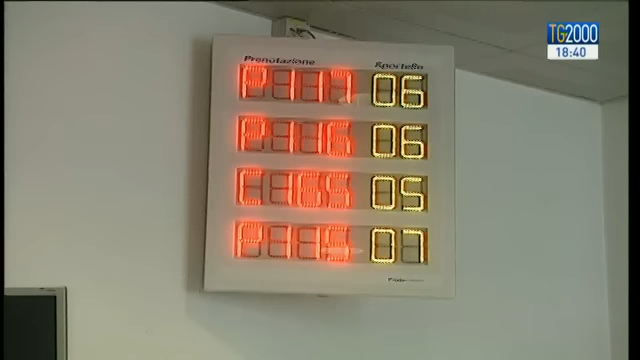 TG2000
18:40
Prenotazione Sportello
P117 06
P116 06
C165 05
P115 07